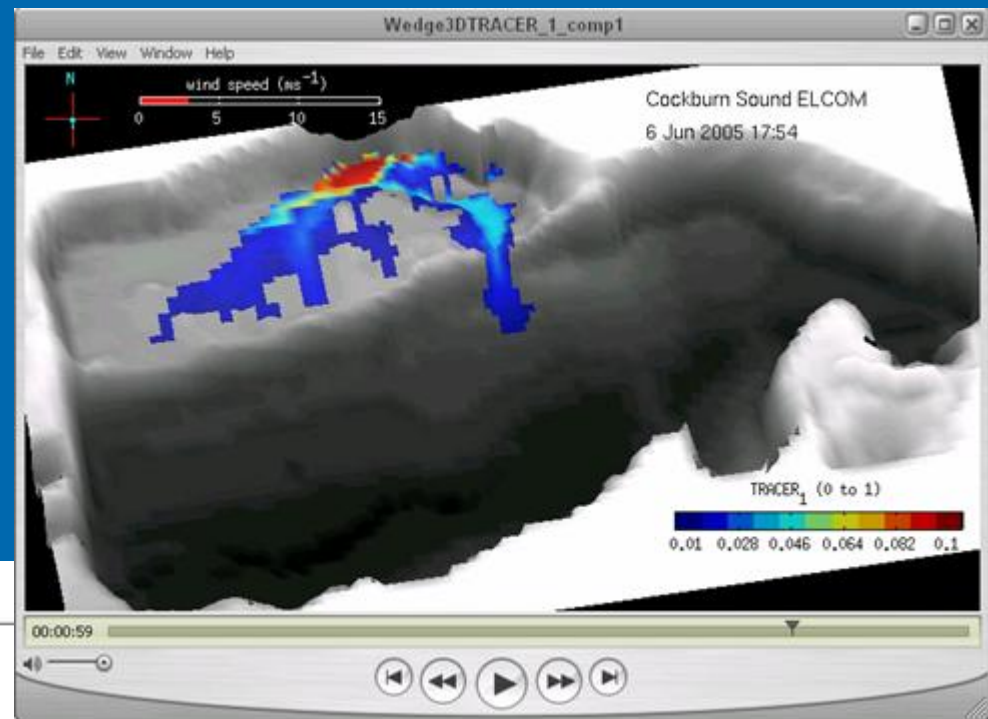 Wedge3DTRACER_1_comp1
File Edit View Window Help
N
wind speed (ms⁻¹)
0 5 10 15
Cockburn Sound ELCOM
6 Jun 2005 17:54
TRACER₁ (0 to 1)
0.01 0.028 0.046 0.064 0.082 0.1
00:00:59